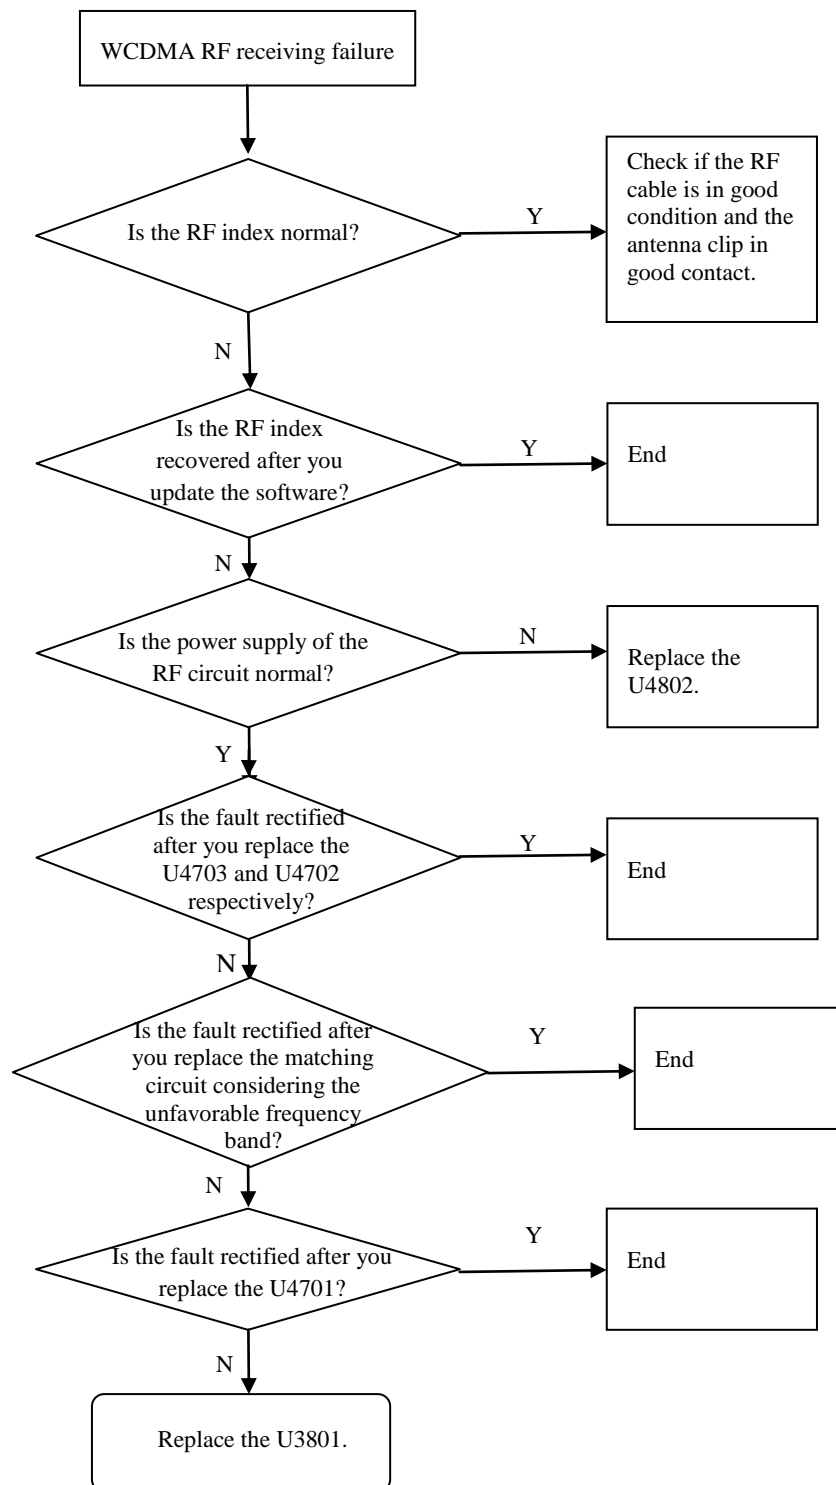 WCDMA RF receiving failure
Is the RF index normal?
Y
Check if the RF
cable is in good
condition and the
antenna clip in
good contact.
N
Is the RF index
recovered after you
update the software?
Y
End
N
Is the power supply of the
RF circuit normal?
N
Replace the
U4802.
Y
Is the fault rectified
after you replace the
U4703 and U4702
respectively?
Y
End
N
Is the fault rectified after
you replace the matching
circuit considering the
unfavorable frequency
band?
Y
End
N
Is the fault rectified after you
replace the U4701?
Y
End
N
Replace the U3801.